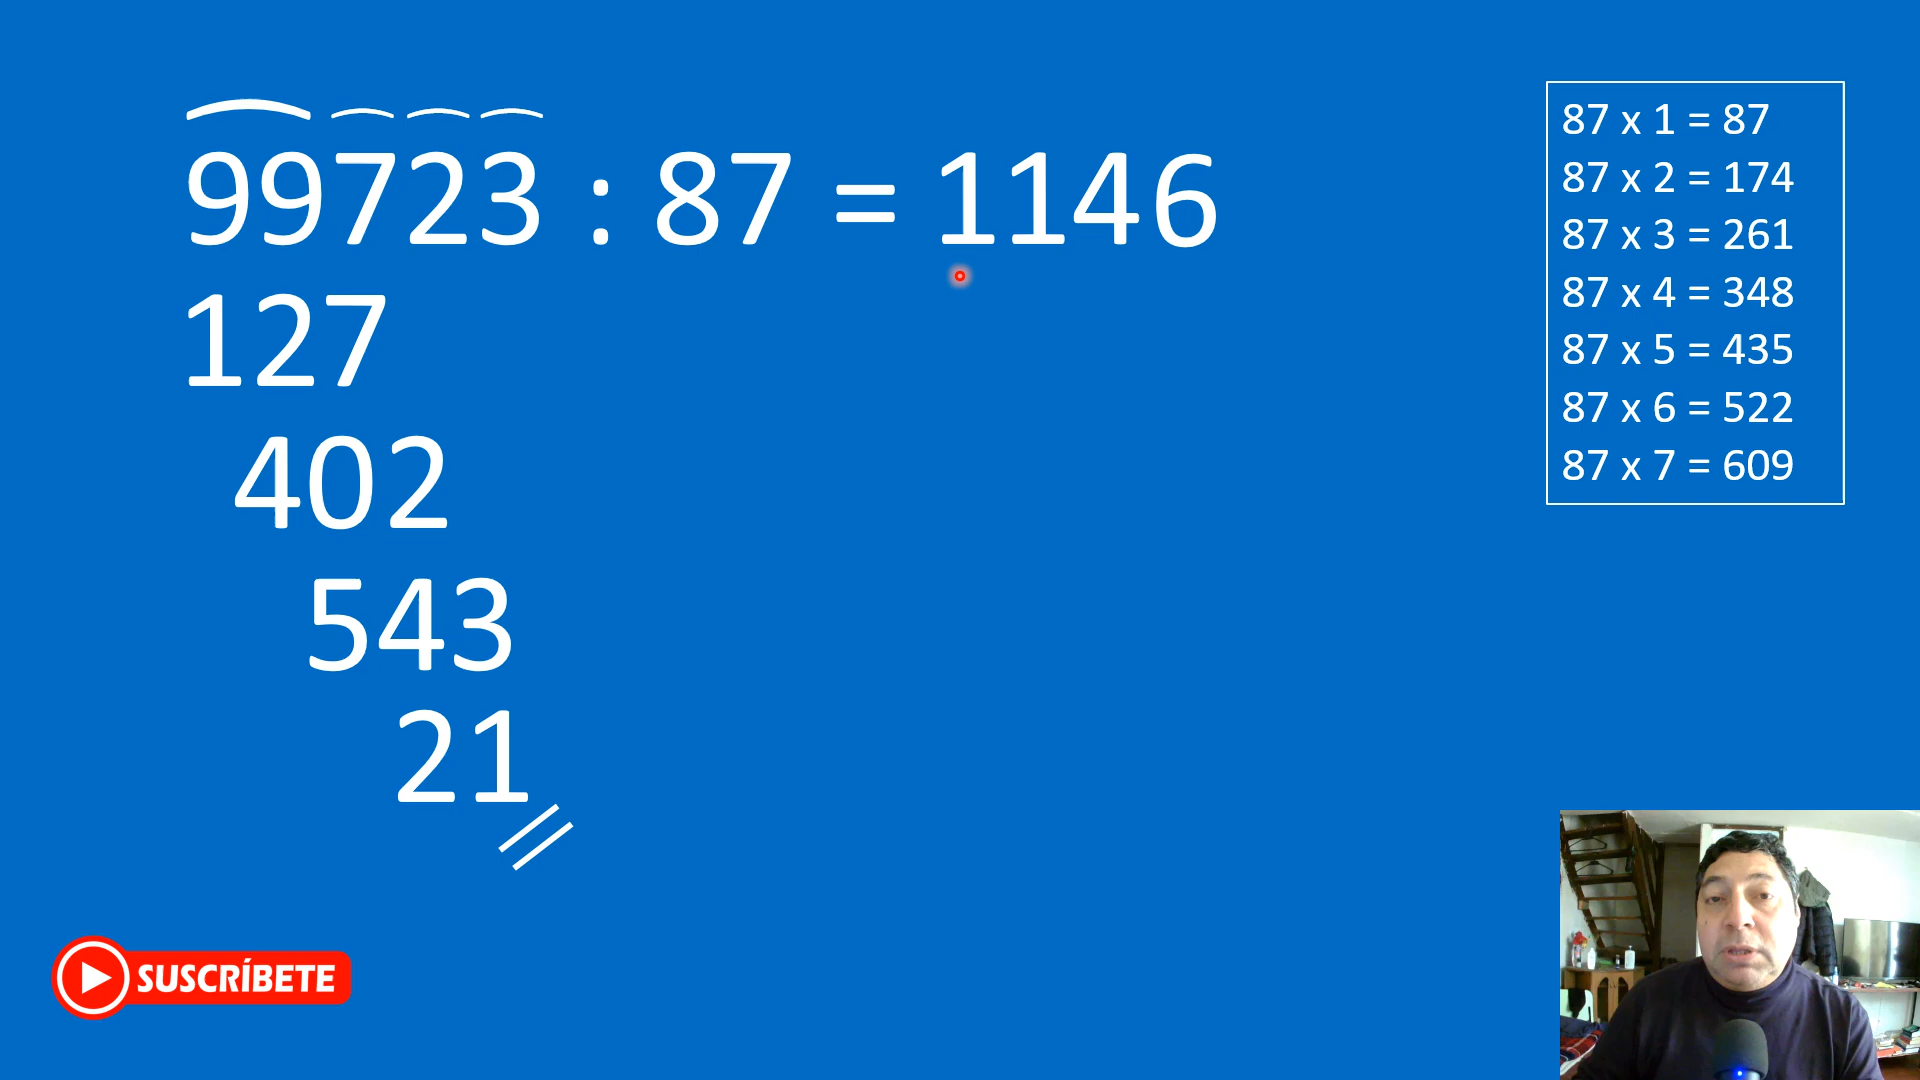 99723 : 87 = 1146
127
402
543
21
87 x 1 = 87
87 x 2 = 174
87 x 3 = 261
87 x 4 = 348
87 x 5 = 435
87 x 6 = 522
87 x 7 = 609
SUSCRÍBETE